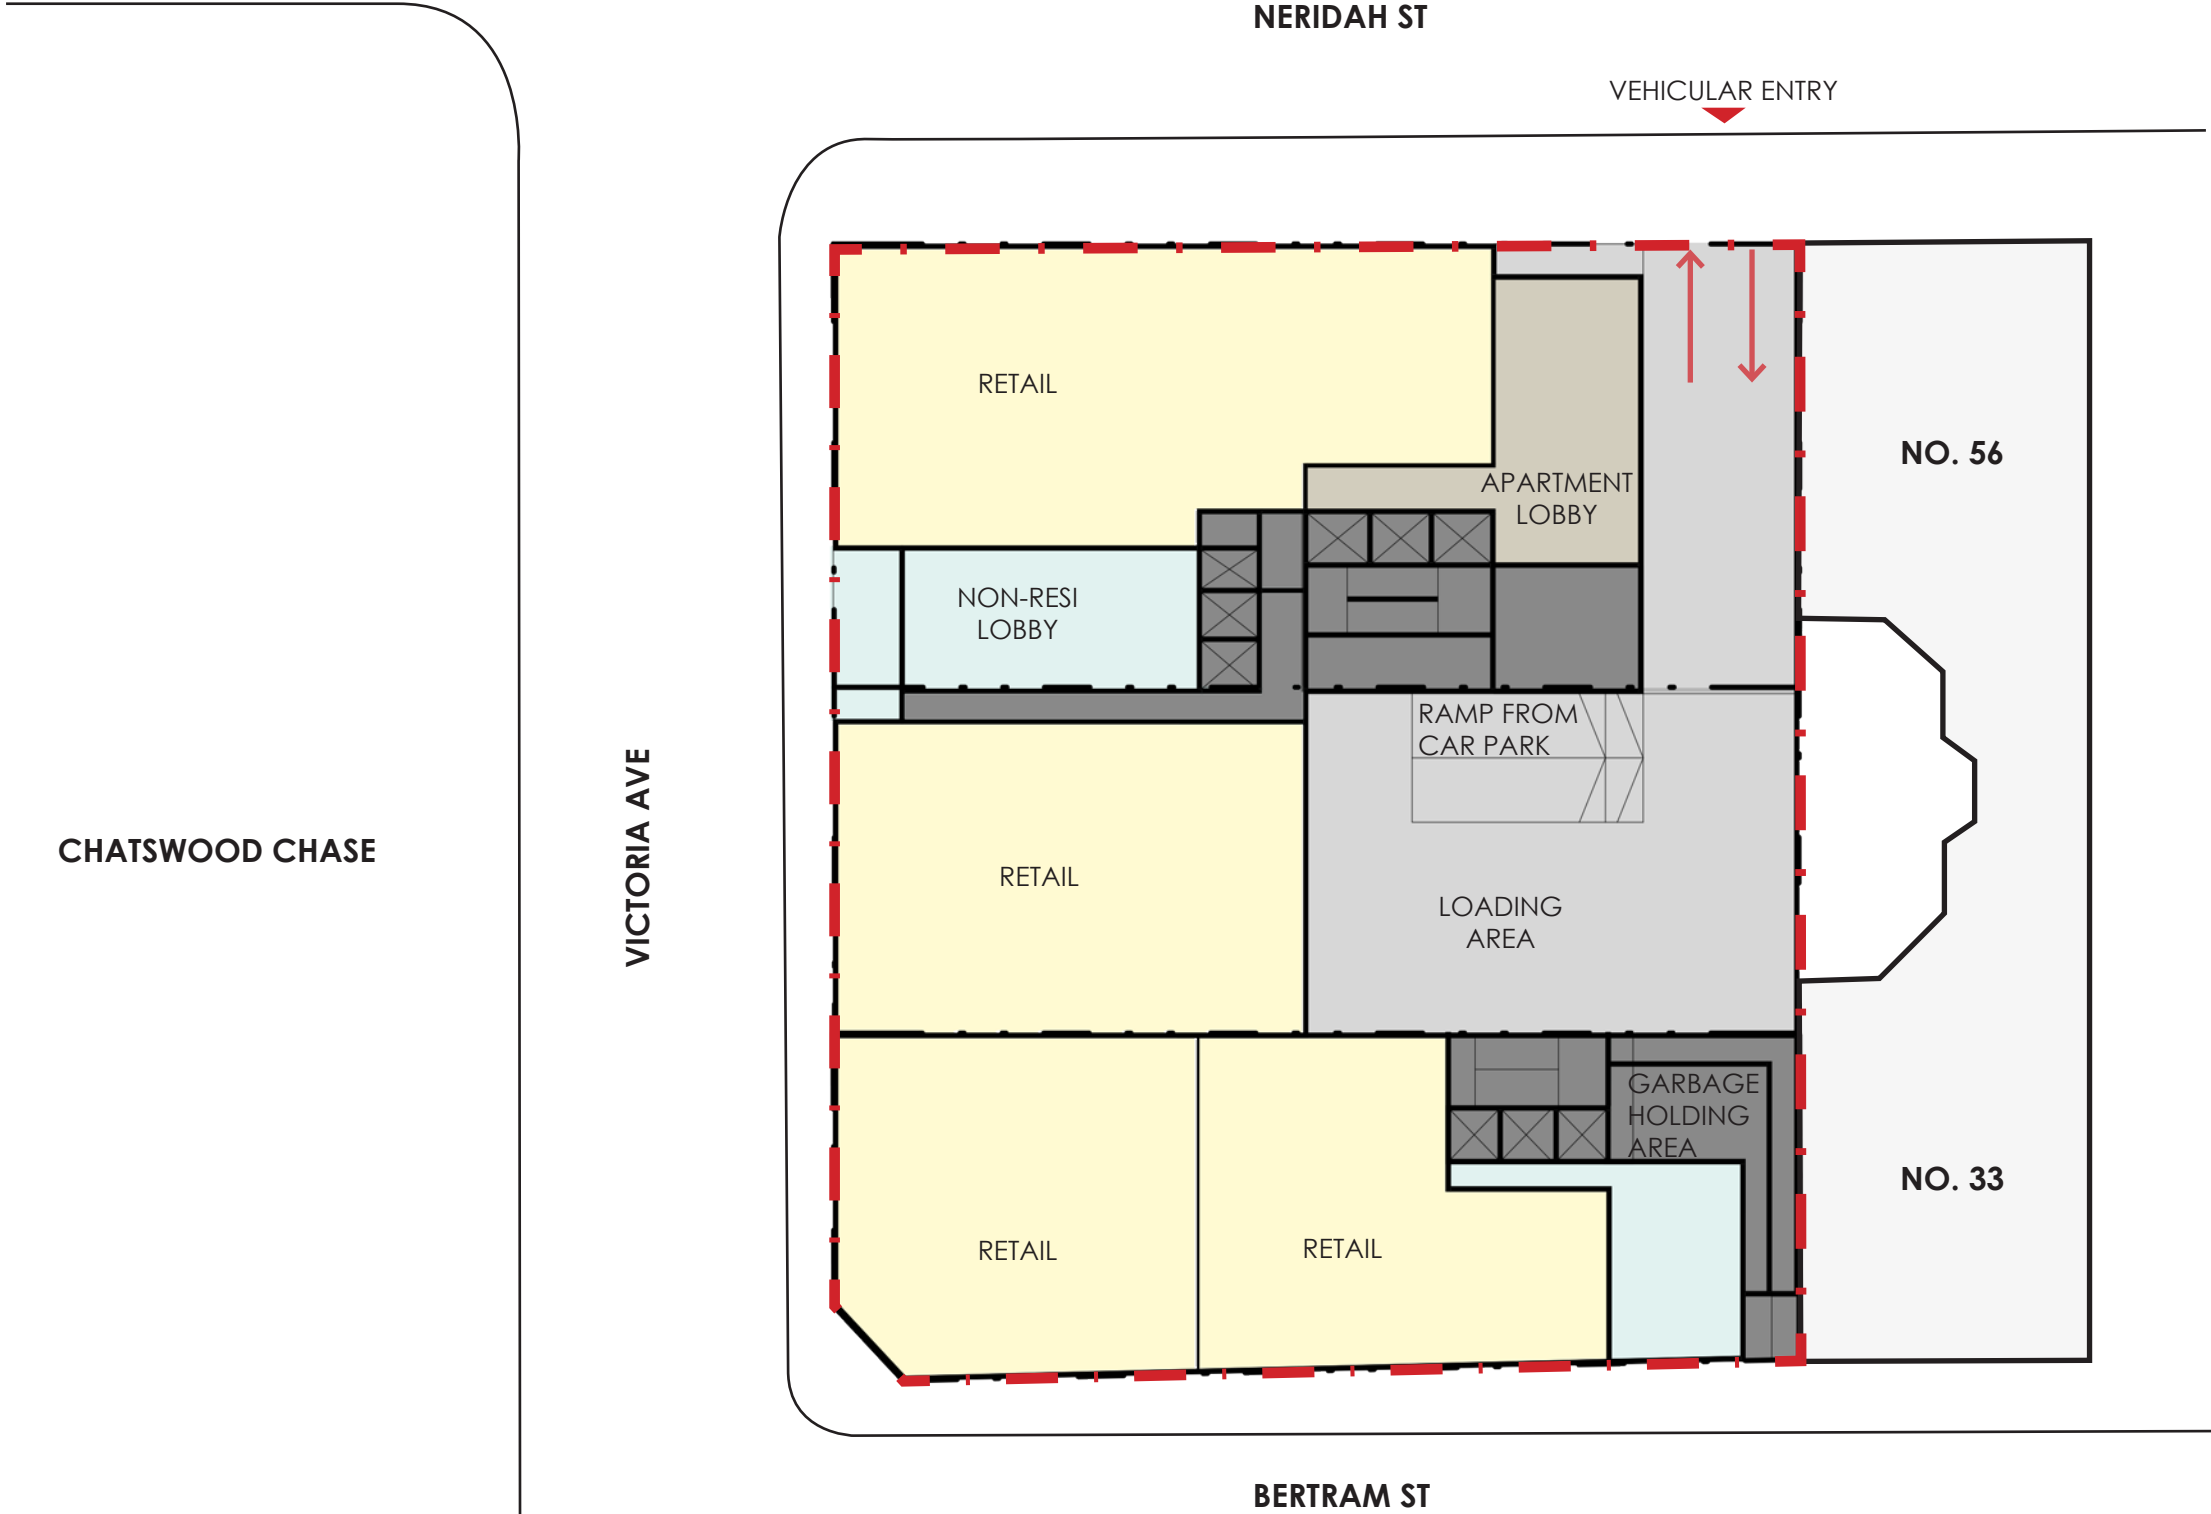 NERIDAH ST
VEHICULAR ENTRY
RETAIL
NO. 56
APARTMENT
LOBBY
NON-RESI
LOBBY
RAMP FROM
CAR PARK
VICTORIA AVE
CHATSWOOD CHASE
RETAIL
LOADING
AREA
GARBAGE
HOLDING
AREA
NO. 33
RETAIL
RETAIL
BERTRAM ST